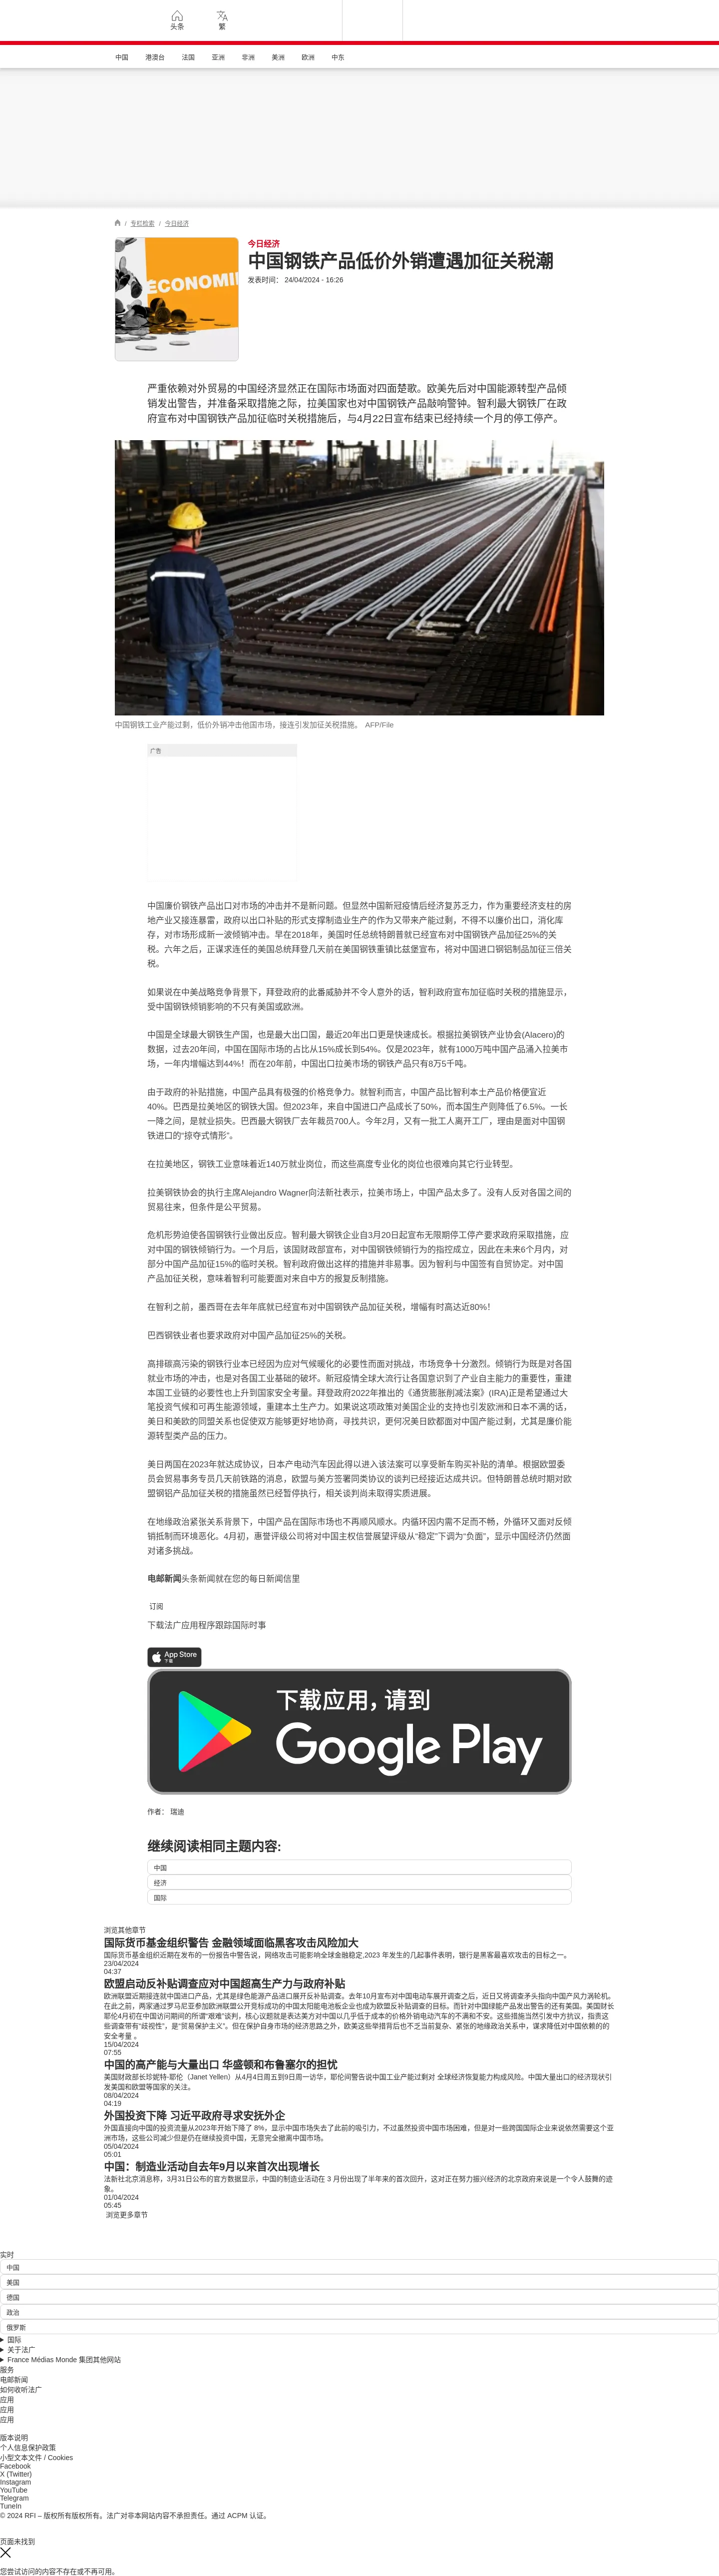 头条
繁
中国 港澳台 法国 亚洲 非洲 美洲 欧洲 中东
/ 专栏检索 / 今日经济
ECONOMIE
今日经济
中国钢铁产品低价外销遭遇加征关税潮
发表时间： 24/04/2024 - 16:26
严重依赖对外贸易的中国经济显然正在国际市场面对四面楚歌。欧美先后对中国能源转型产品倾
销发出警告，并准备采取措施之际，拉美国家也对中国钢铁产品敲响警钟。智利最大钢铁厂在政
府宣布对中国钢铁产品加征临时关税措施后，与4月22日宣布结束已经持续一个月的停工停产。
中国钢铁工业产能过剩，低价外销冲击他国市场，接连引发加征关税措施。 AFP/File
广告
中国廉价钢铁产品出口对市场的冲击并不是新问题。但显然中国新冠疫情后经济复苏乏力，作为重要经济支柱的房
地产业又接连暴雷，政府以出口补贴的形式支撑制造业生产的作为又带来产能过剩，不得不以廉价出口，消化库
存，对市场形成新一波倾销冲击。早在2018年，美国时任总统特朗普就已经宣布对中国钢铁产品加征25%的关
税。六年之后，正谋求连任的美国总统拜登几天前在美国钢铁重镇比兹堡宣布，将对中国进口钢铝制品加征三倍关
税。
如果说在中美战略竞争背景下，拜登政府的此番威胁并不令人意外的话，智利政府宣布加征临时关税的措施显示，
受中国钢铁倾销影响的不只有美国或欧洲。
中国是全球最大钢铁生产国，也是最大出口国，最近20年出口更是快速成长。根据拉美钢铁产业协会(Alacero)的
数据，过去20年间，中国在国际市场的占比从15%成长到54%。仅是2023年，就有1000万吨中国产品涌入拉美市
场，一年内增幅达到44%！而在20年前，中国出口拉美市场的钢铁产品只有8万5千吨。
由于政府的补贴措施，中国产品具有极强的价格竞争力。就智利而言，中国产品比智利本土产品价格便宜近
40%。巴西是拉美地区的钢铁大国。但2023年，来自中国进口产品成长了50%，而本国生产则降低了6.5%。一长
一降之间，是就业损失。巴西最大钢铁厂去年裁员700人。今年2月，又有一批工人离开工厂，理由是面对中国钢
铁进口的“掠夺式情形”。
在拉美地区，钢铁工业意味着近140万就业岗位，而这些高度专业化的岗位也很难向其它行业转型。
拉美钢铁协会的执行主席Alejandro Wagner向法新社表示，拉美市场上，中国产品太多了。没有人反对各国之间的
贸易往来，但条件是公平贸易。
危机形势迫使各国钢铁行业做出反应。智利最大钢铁企业自3月20日起宣布无限期停工停产要求政府采取措施，应
对中国的钢铁倾销行为。一个月后，该国财政部宣布，对中国钢铁倾销行为的指控成立，因此在未来6个月内，对
部分中国产品加征15%的临时关税。智利政府做出这样的措施并非易事。因为智利与中国签有自贸协定。对中国
产品加征关税，意味着智利可能要面对来自中方的报复反制措施。
在智利之前，墨西哥在去年年底就已经宣布对中国钢铁产品加征关税，增幅有时高达近80%！
巴西钢铁业者也要求政府对中国产品加征25%的关税。
高排碳高污染的钢铁行业本已经因为应对气候暖化的必要性而面对挑战，市场竞争十分激烈。倾销行为既是对各国
就业市场的冲击，也是对各国工业基础的破坏。新冠疫情全球大流行让各国意识到了产业自主能力的重要性，重建
本国工业链的必要性也上升到国家安全考量。拜登政府2022年推出的《通货膨胀削减法案》(IRA)正是希望通过大
笔投资气候和可再生能源领域，重建本土生产力。如果说这项政策对美国企业的支持也引发欧洲和日本不满的话，
美日和美欧的同盟关系也促使双方能够更好地协商，寻找共识，更何况美日欧都面对中国产能过剩，尤其是廉价能
源转型类产品的压力。
美日两国在2023年就达成协议，日本产电动汽车因此得以进入该法案可以享受新车购买补贴的清单。根据欧盟委
员会贸易事务专员几天前铁路的消息，欧盟与美方签署同类协议的谈判已经接近达成共识。但特朗普总统时期对欧
盟钢铝产品加征关税的措施虽然已经暂停执行，相关谈判尚未取得实质进展。
在地缘政治紧张关系背景下，中国产品在国际市场也不再顺风顺水。内循环因内需不足而不畅，外循环又面对反倾
销抵制而环境恶化。4月初，惠誉评级公司将对中国主权信誉展望评级从“稳定”下调为“负面”，显示中国经济仍然面
对诸多挑战。
电邮新闻头条新闻就在您的每日新闻信里
订阅
下载法广应用程序跟踪国际时事
App Store
下载
下载应用，请到
Google Play
作者： 瑞迪
继续阅读相同主题内容:
中国
经济
国际
浏览其他章节
国际货币基金组织警告 金融领域面临黑客攻击风险加大
国际货币基金组织近期在发布的一份报告中警告说，网络攻击可能影响全球金融稳定,2023 年发生的几起事件表明，银行是黑客最喜欢攻击的目标之一。
23/04/2024
04:37
欧盟启动反补贴调查应对中国超高生产力与政府补贴
欧洲联盟近期接连就中国进口产品，尤其是绿色能源产品进口展开反补贴调查。去年10月宣布对中国电动车展开调查之后，近日又将调查矛头指向中国产风力涡轮机。
在此之前，两家通过罗马尼亚参加欧洲联盟公开竞标成功的中国太阳能电池板企业也成为欧盟反补贴调查的目标。而针对中国绿能产品发出警告的还有美国。美国财长
耶伦4月初在中国访问期间的所谓“艰难”谈判，核心议题就是表达美方对中国以几乎低于成本的价格外销电动汽车的不满和不安。这些措施当然引发中方抗议，指责这
些调查带有“歧视性”，是“贸易保护主义”。但在保护自身市场的经济思路之外，欧美这些举措背后也不乏当前复杂、紧张的地缘政治关系中，谋求降低对中国依赖的的
安全考量 。
15/04/2024
07:55
中国的高产能与大量出口 华盛顿和布鲁塞尔的担忧
美国财政部长珍妮特-耶伦（Janet Yellen）从4月4日周五到9日周一访华，耶伦间警告说中国工业产能过剩对 全球经济恢复能力构成风险。中国大量出口的经济现状引
发美国和欧盟等国家的关注。
08/04/2024
04:19
外国投资下降 习近平政府寻求安抚外企
外国直接向中国的投资流量从2023年开始下降了 8%，显示中国市场失去了此前的吸引力，不过虽然投资中国市场困难，但是对一些跨国国际企业来说依然需要这个亚
洲市场，这些公司减少但是仍在继续投资中国，无意完全撤离中国市场。
05/04/2024
05:01
中国：制造业活动自去年9月以来首次出现增长
法新社北京消息称，3月31日公布的官方数据显示，中国的制造业活动在 3 月份出现了半年来的首次回升，这对正在努力振兴经济的北京政府来说是一个令人鼓舞的迹
象。
01/04/2024
05:45
浏览更多章节
实时
中国
美国
德国
政治
俄罗斯
国际
关于法广
France Médias Monde 集团其他网站
服务
电邮新闻
如何收听法广
应用
应用
应用
版本说明
个人信息保护政策
小型文本文件 / Cookies
Facebook
X (Twitter)
Instagram
YouTube
Telegram
TuneIn
© 2024 RFI – 版权所有版权所有。法广对非本网站内容不承担责任。通过 ACPM 认证。
页面未找到
您尝试访问的内容不存在或不再可用。